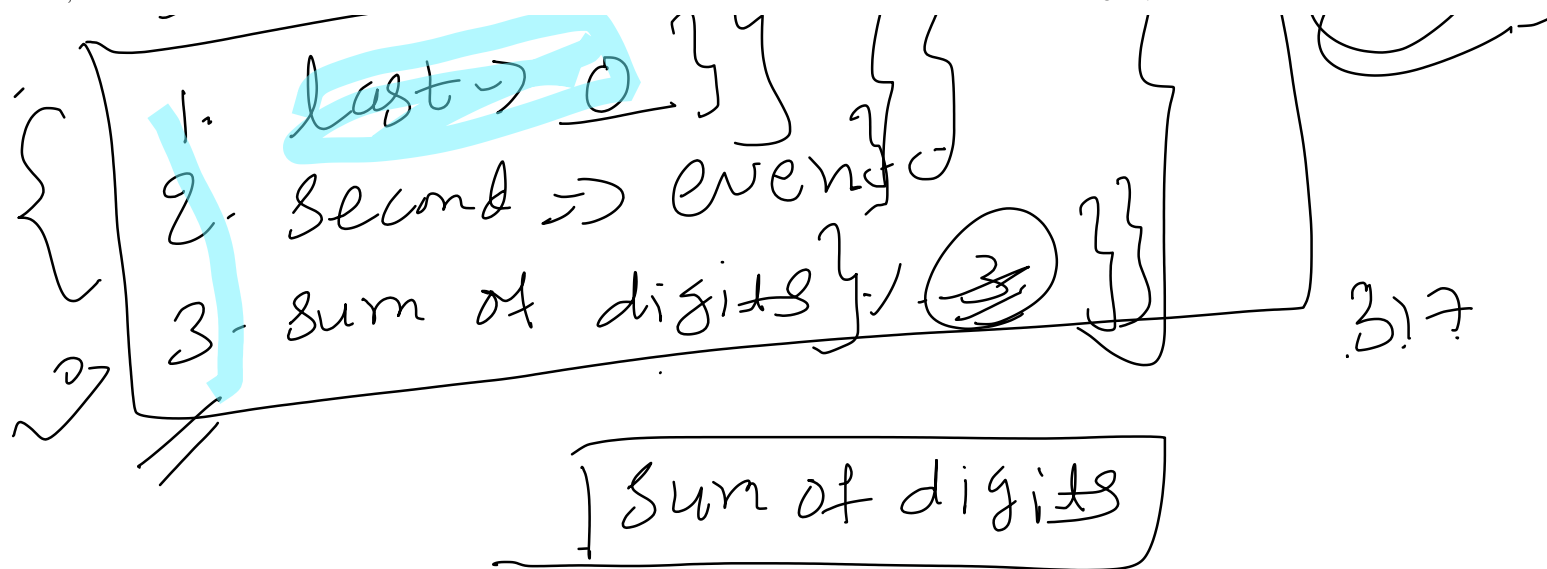 1. last => 0
2. second => even
3. sum of digits % 3
3)7
sum of digits